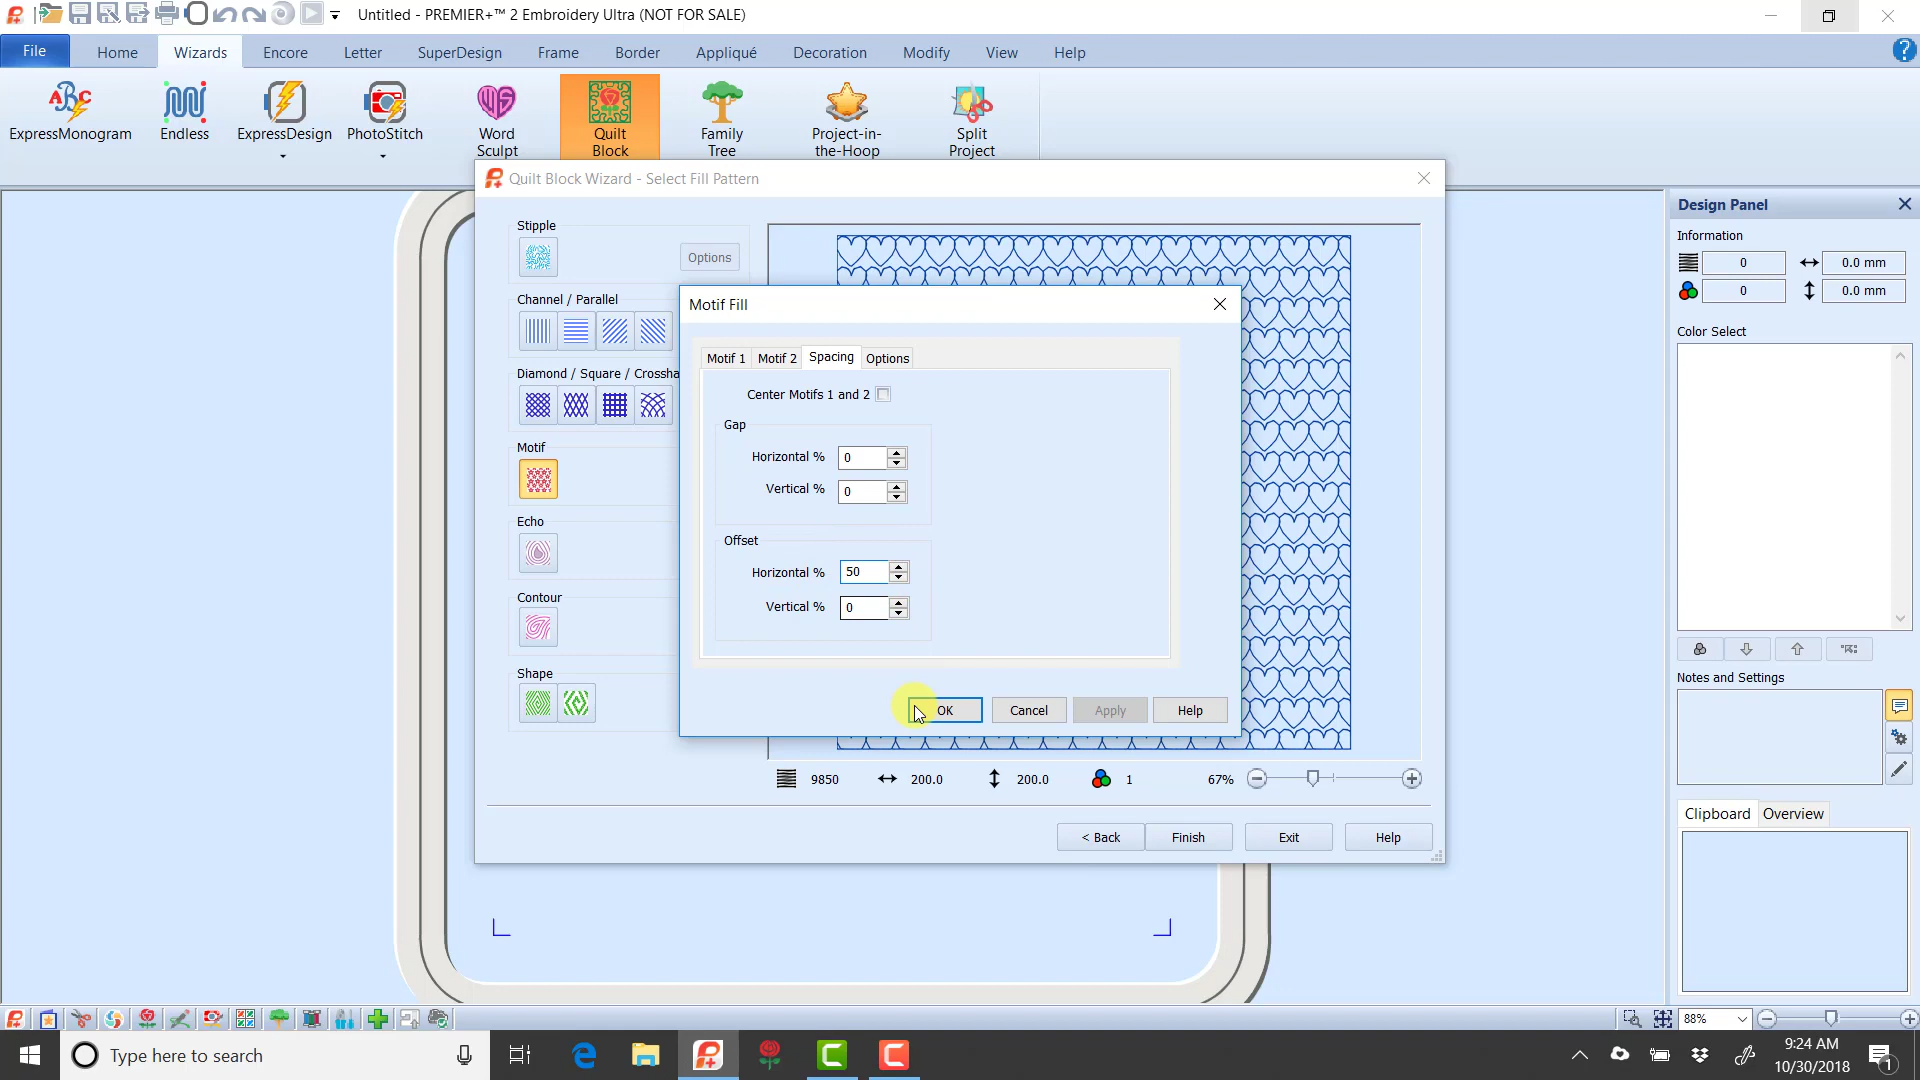 Untitled - PREMIER+™ 2 Embroidery Ultra (NOT FOR SALE)
File Home Wizards Encore Letter SuperDesign Frame Border Appliqué Decoration Modify View Help
ExpressMonogram
Endless
ExpressDesign
PhotoStitch
Word
Sculpt
Quilt
Block
Family
Tree
Project-in-
the-Hoop
Split
Project
Quilt Block Wizard - Select Fill Pattern
Stipple
Options
Channel / Parallel
Diamond / Square / Crossha
Motif
Echo
Contour
Shape
Motif Fill
Motif 1 Motif 2 Spacing Options
Center Motifs 1 and 2
Gap
Horizontal % 0
Vertical % 0
Offset
Horizontal % 50
Vertical % 0
OK Cancel Apply Help
9850 200.0 200.0 1 67%
< Back Finish Exit Help
Design Panel
Information
0 0.0 mm
0 0.0 mm
Color Select
Notes and Settings
Clipboard Overview
88%
Type here to search
9:24 AM
10/30/2018
1